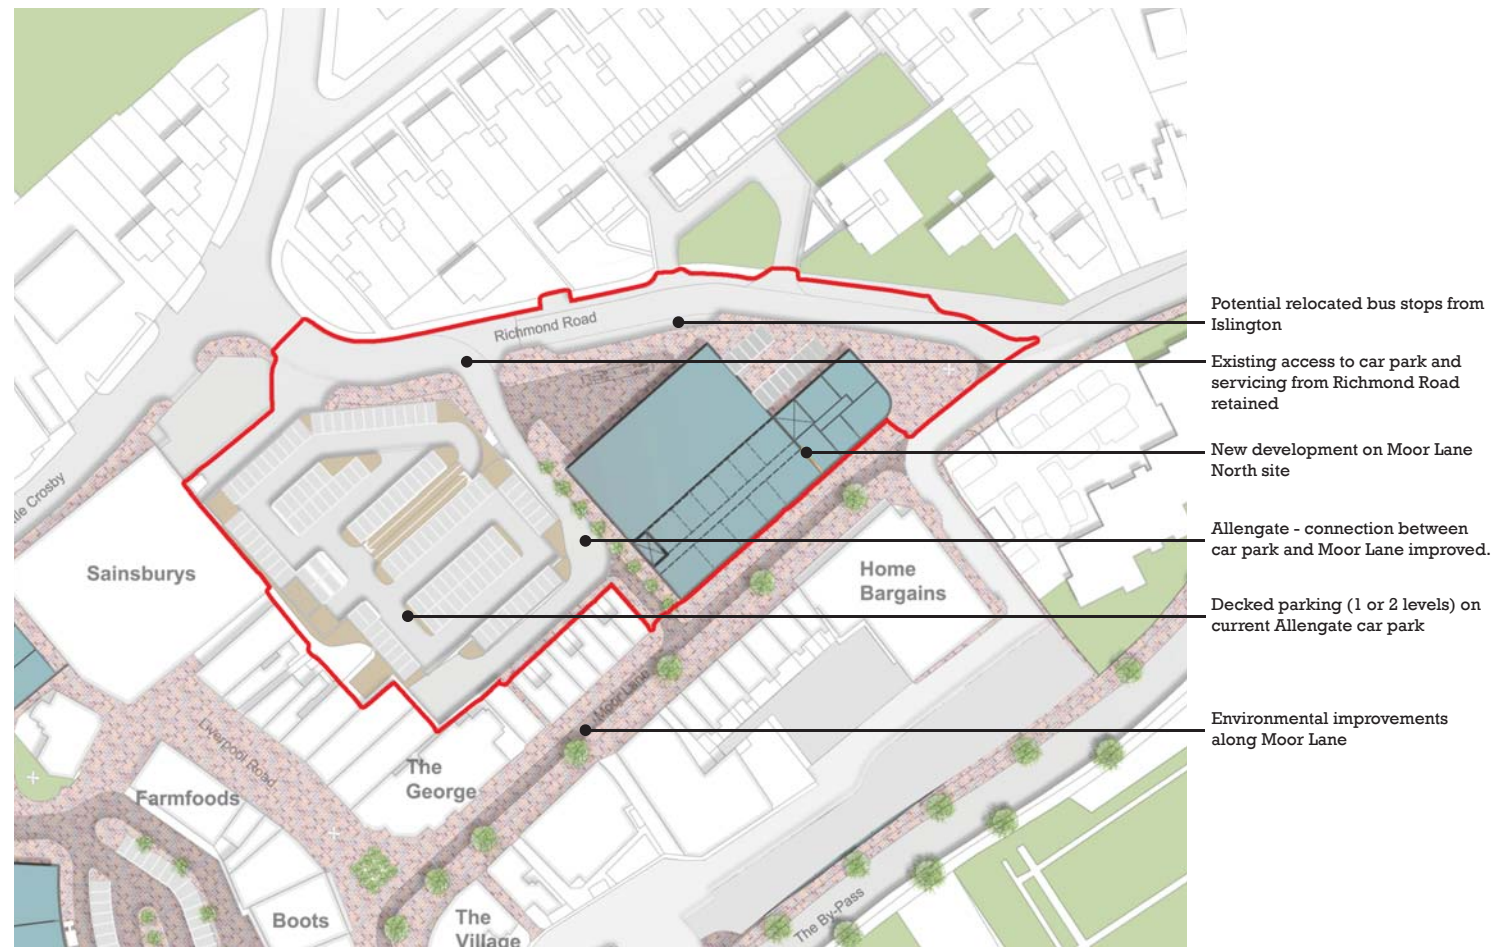 Richmond Road
Potential relocated bus stops from
Islington
Existing access to car park and
servicing from Richmond Road
retained
New development on Moor Lane
North site
Allengate - connection between
car park and Moor Lane improved.
Decked parking (1 or 2 levels) on
current Allengate car park
Environmental improvements
along Moor Lane
Crosby
Sainsburys
Home
Bargains
Moor Lane
Liverpool Road
The
George
Farmfoods
Boots
The
Village
The By-Pass